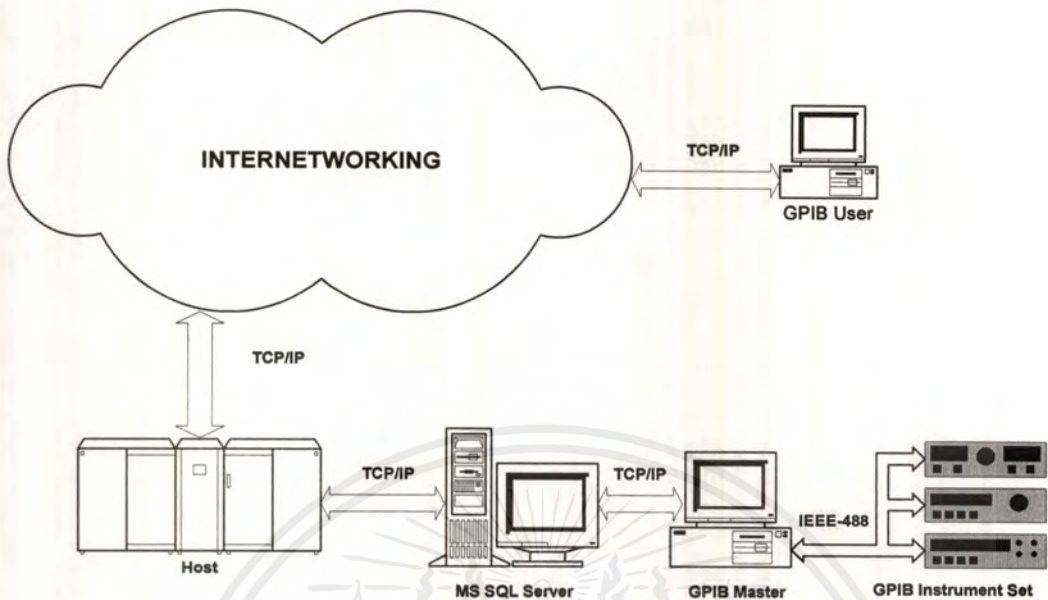 INTERNETWORKING
TCP/IP
GPIB User
TCP/IP
TCP/IP
TCP/IP
IEEE-488
Host
MS SQL Server
GPIB Master
GPIB Instrument Set